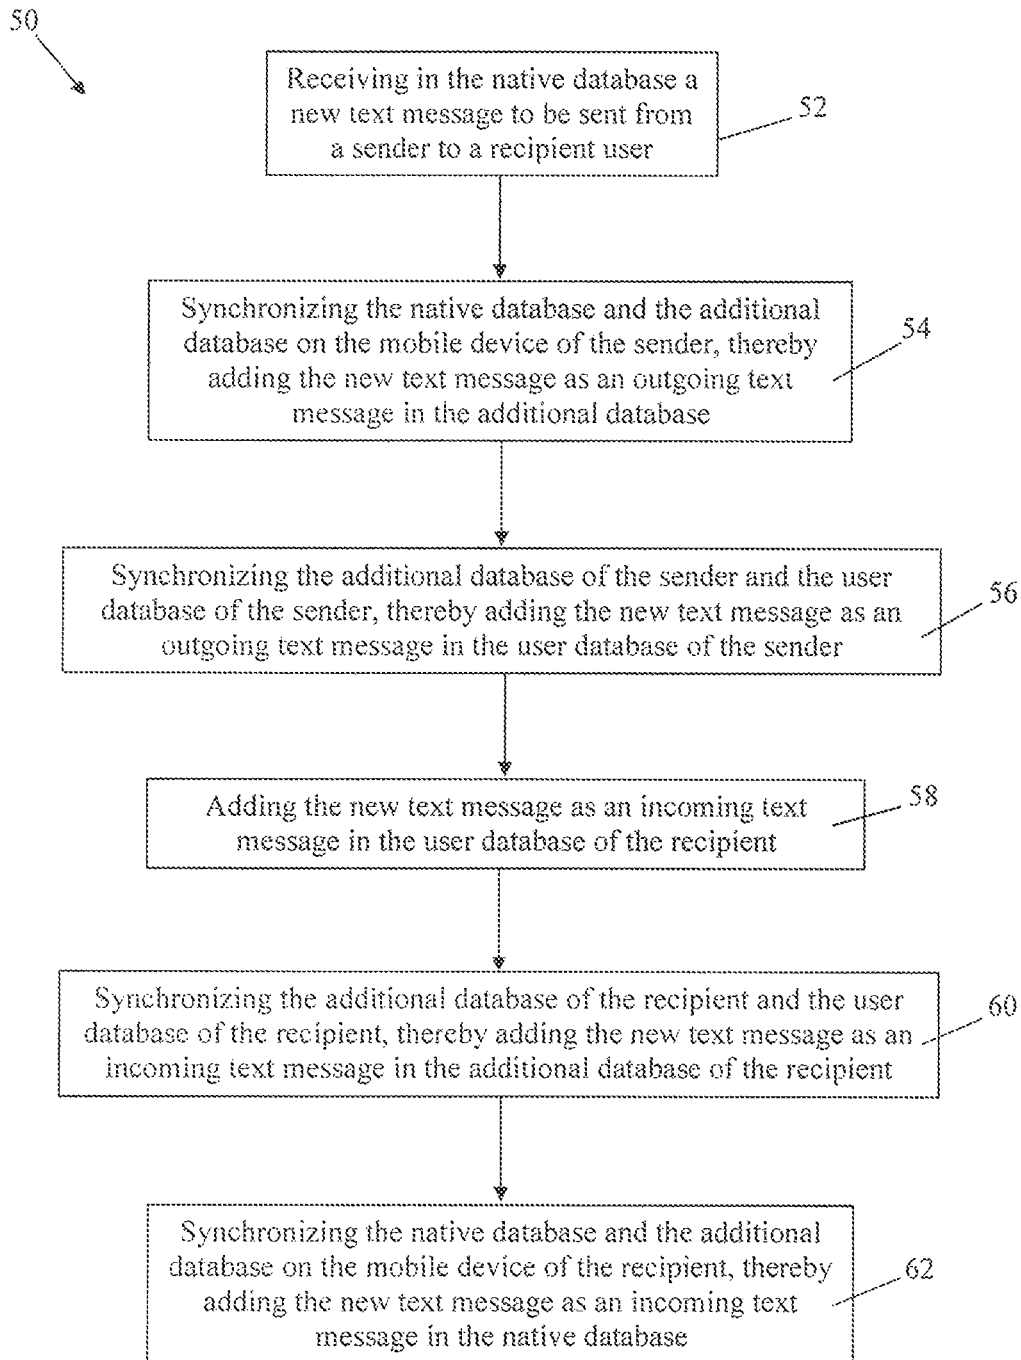 50
Receiving in the native database a
new text message to be sent from
a sender to a recipient user
52
Synchronizing the native database and the additional
database on the mobile device of the sender, thereby
adding the new text message as an outgoing text
message in the additional database
54
Synchronizing the additional database of the sender and the user
database of the sender, thereby adding the new text message as an
outgoing text message in the user database of the sender
56
Adding the new text message as an incoming text
message in the user database of the recipient
58
Synchronizing the additional database of the recipient and the user
database of the recipient, thereby adding the new text message as an
incoming text message in the additional database of the recipient
60
Synchronizing the native database and the additional
database on the mobile device of the recipient, thereby
adding the new text message as an incoming text
message in the native database
62